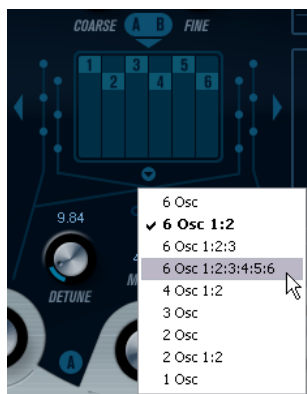 COARSE A B FINE
1 3 5
2 4 6
9.84
DETUNE
A
6 Osc
✓ 6 Osc 1:2
6 Osc 1:2:3
6 Osc 1:2:3:4:5:6
4 Osc 1:2
3 Osc
2 Osc
2 Osc 1:2
1 Osc